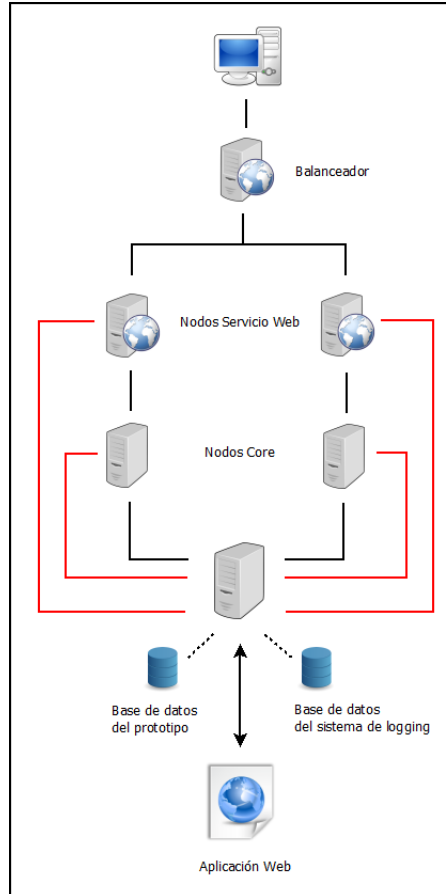 Balanceador
Nodos Servicio Web
Nodos Core
Base de datos
del prototipo
Base de datos
del sistema de logging
Aplicación Web